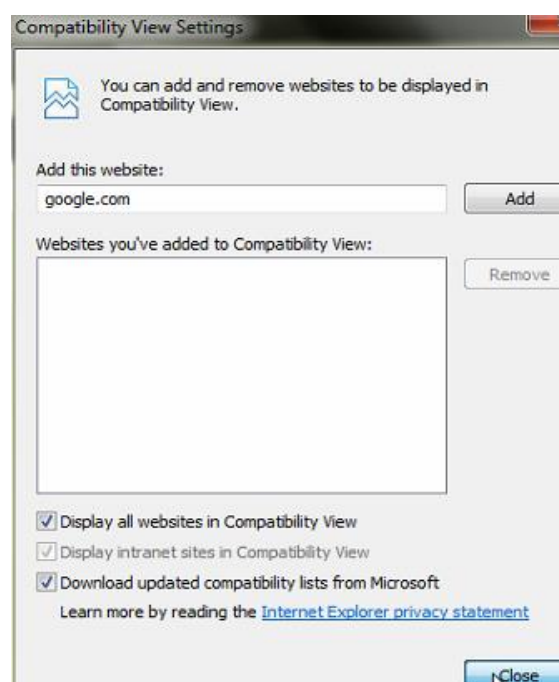 Compatibility View Settings
You can add and remove websites to be displayed in
Compatibility View.
Add this website:
google.com
Add
Websites you've added to Compatibility View:
Remove
Display all websites in Compatibility View
Display intranet sites in Compatibility View
Download updated compatibility lists from Microsoft
Learn more by reading the Internet Explorer privacy statement
Close